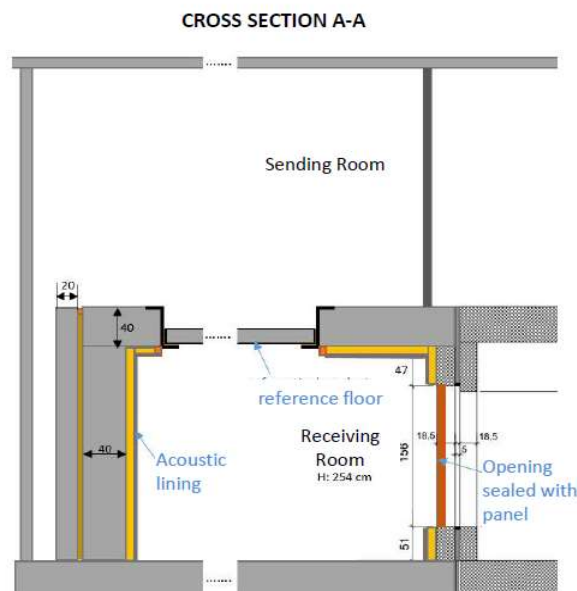 CROSS SECTION A-A
Sending Room
20
40
47
reference floor
18,5
18,5
Receiving
Room
H: 254 cm
40
Acoustic
lining
156
5
Opening
sealed with
panel
51